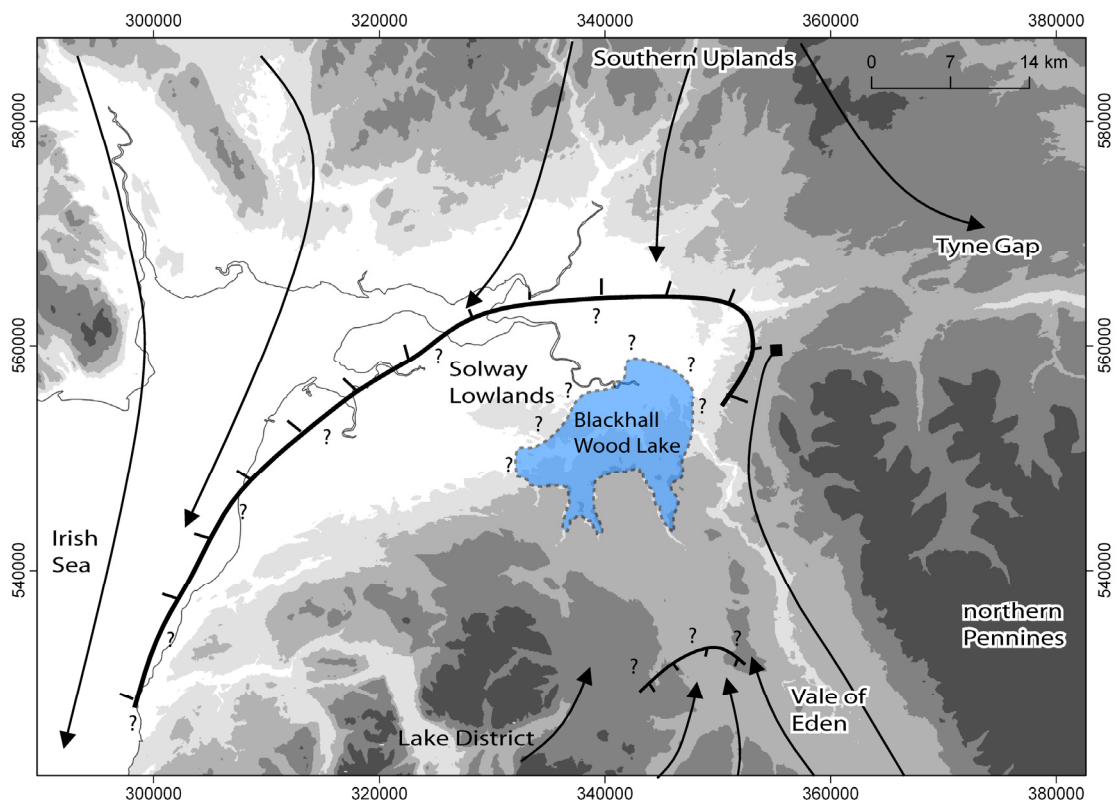 300000
320000
340000
360000
380000
Southern Uplands
0
7
14 km
580000
580000
Tyne Gap
?
560000
560000
?
?
?
Solway
Lowlands
?
?
Blackhall
Wood Lake
?
?
?
?
?
Irish
Sea
540000
540000
northern
Pennines
?
?
?
?
Vale of
Eden
?
Lake District
300000
320000
340000
360000
380000